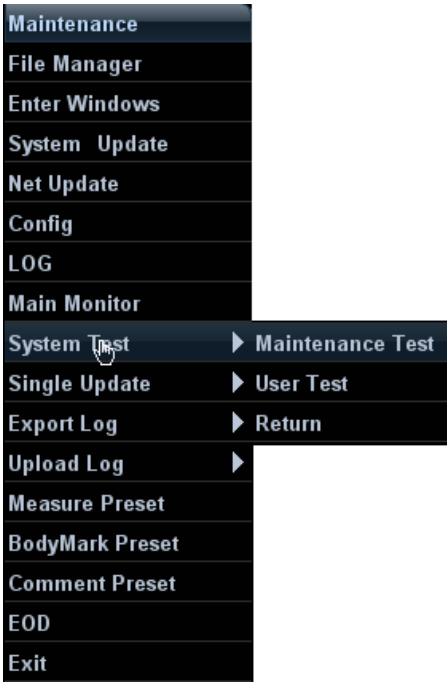 Maintenance
File Manager
Enter Windows
System Update
Net Update
Config
LOG
Main Monitor
System Test
Maintenance Test
Single Update
User Test
Export Log
Return
Upload Log
Measure Preset
BodyMark Preset
Comment Preset
EOD
Exit